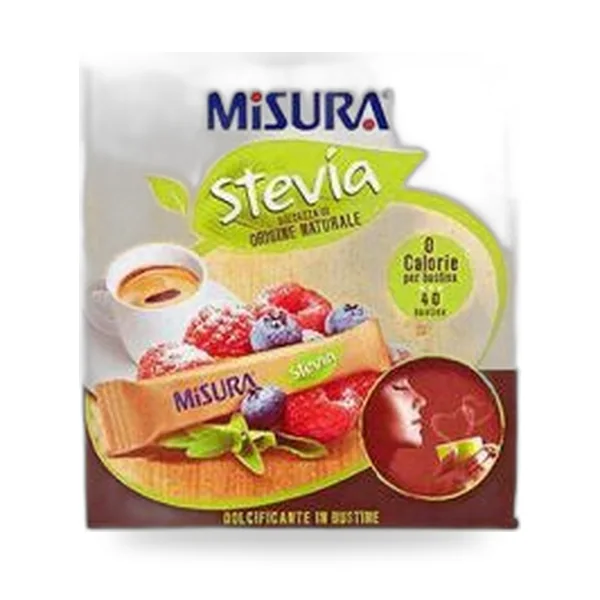 MiSURA
Stevia
DOLCEZZA DI
ORIGINE NATURALE
0
Calorie
per bustina
40
BUSTINE
MiSURA
Stevia
DOLCIFICANTE IN BUSTINE